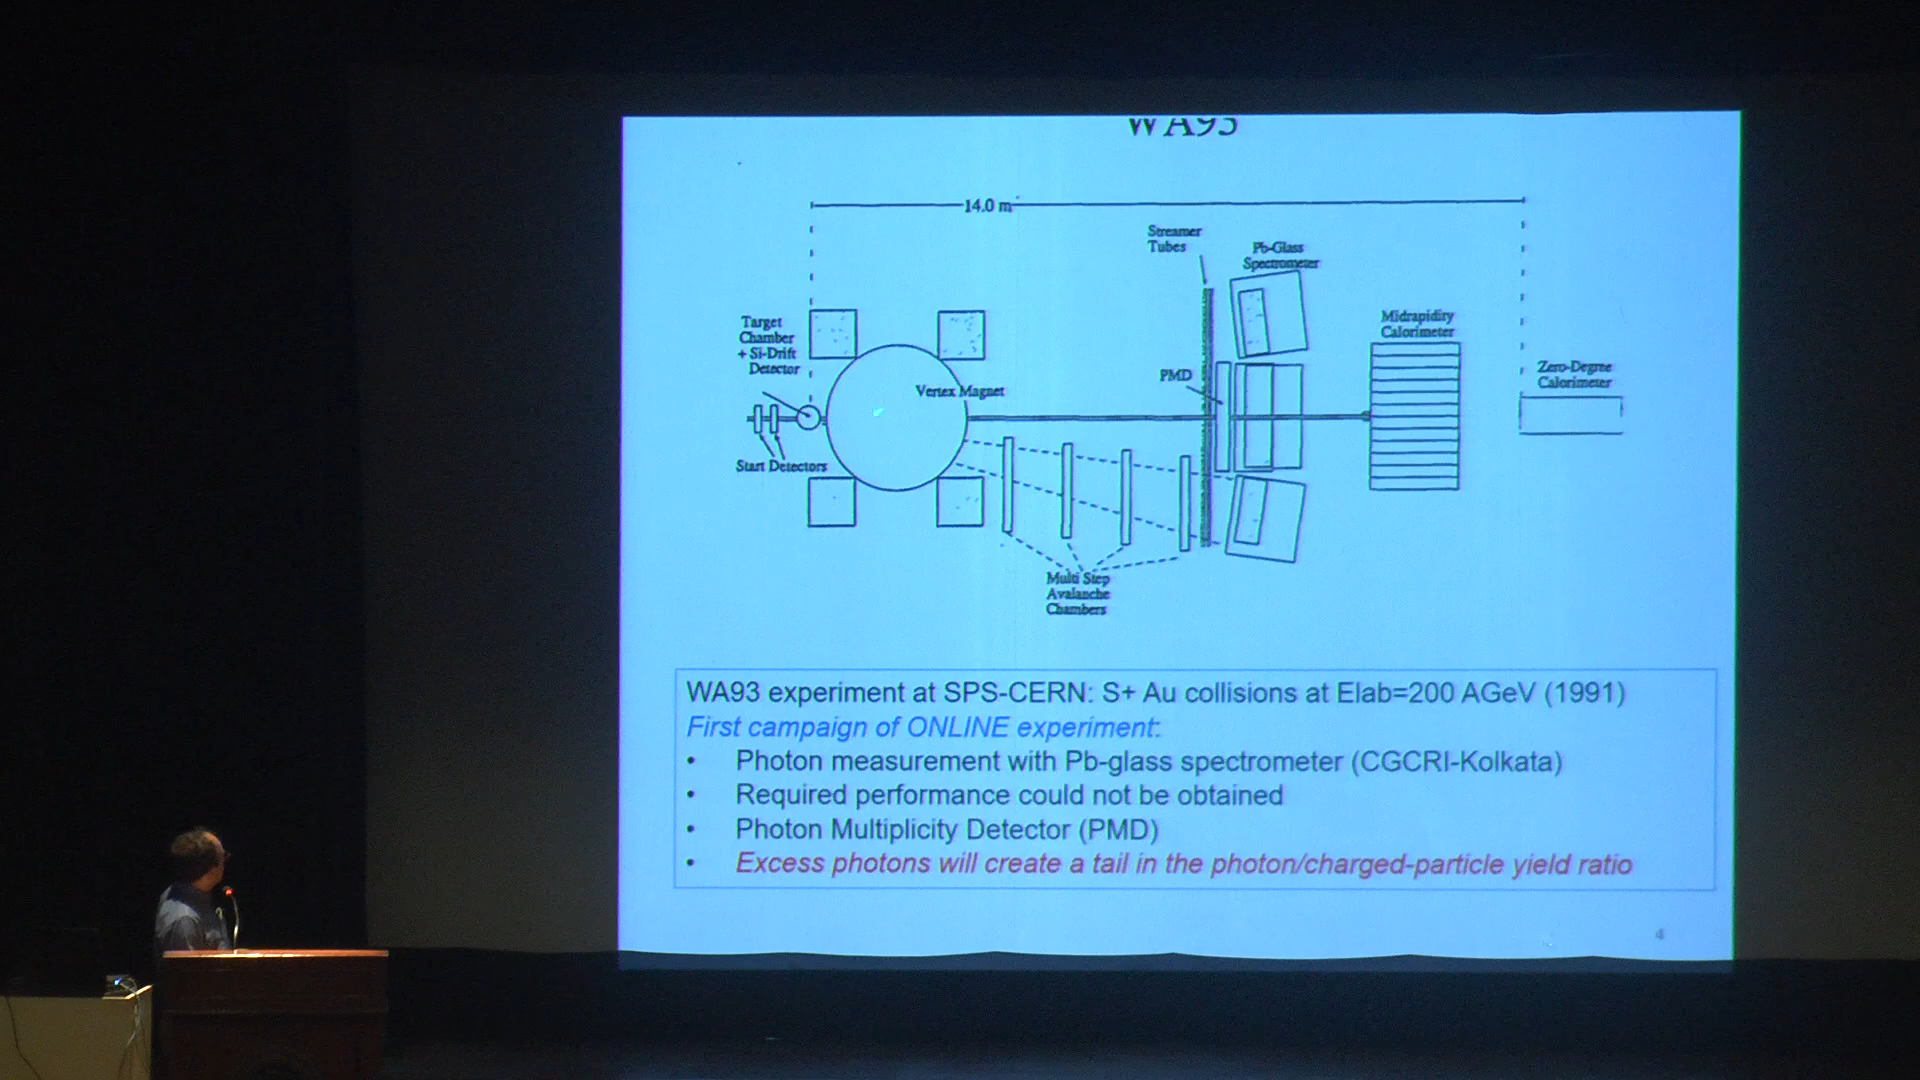 WA93
14.0 m
Streamer
Tubes
Pb-Glass
Spectrometer
Target
Chamber
+ Si-Drift
Detector
Midrapidity
Calorimeter
Zero-Degree
Calorimeter
PMD
Vertex Magnet
Start Detectors
Multi Step
Avalanche
Chambers
WA93 experiment at SPS-CERN: S+ Au collisions at Elab=200 AGeV (1991)
First campaign of ONLINE experiment:
• Photon measurement with Pb-glass spectrometer (CGCRI-Kolkata)
• Required performance could not be obtained
• Photon Multiplicity Detector (PMD)
• Excess photons will create a tail in the photon/charged-particle yield ratio
4